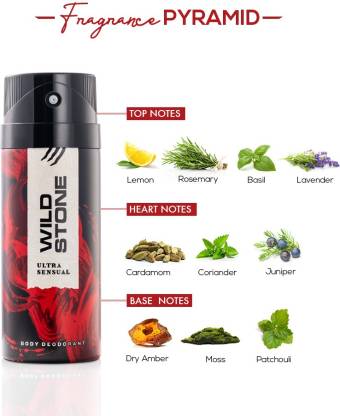 Fragrance PYRAMID
TOP NOTES
Lemon Rosemary Basil Lavender
HEART NOTES
Cardamom Coriander Juniper
BASE NOTES
Dry Amber Moss Patchouli
WILD
STONE
ULTRA
SENSUAL
BODY DEODORANT